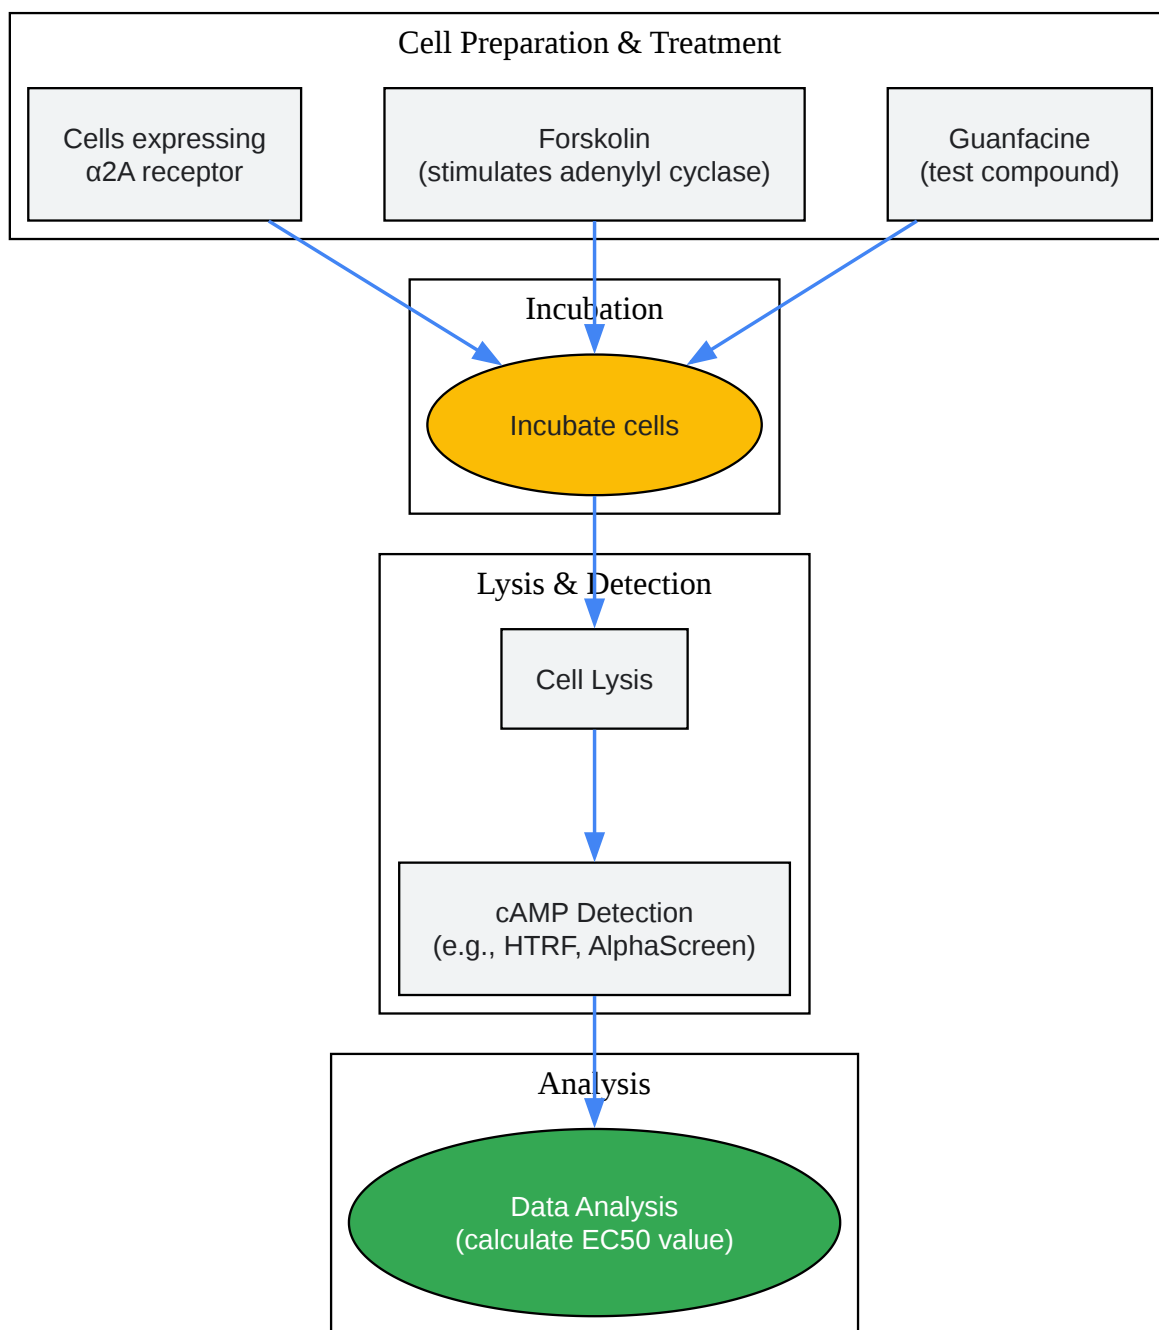 Cell Preparation & Treatment
Cells expressing
α2A receptor
Forskolin
(stimulates adenylyl cyclase)
Guanfacine
(test compound)
Incubation
Incubate cells
Lysis & Detection
Cell Lysis
cAMP Detection
(e.g., HTRF, AlphaScreen)
Analysis
Data Analysis
(calculate EC50 value)